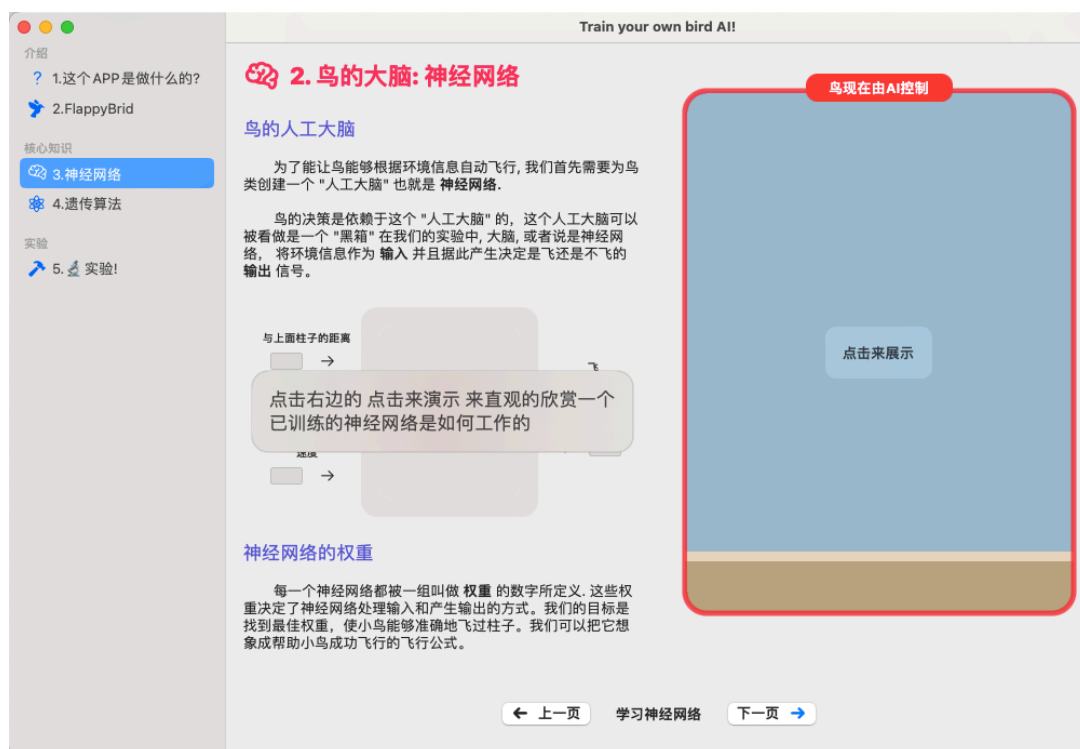 Train your own bird AI!
介绍
? 1.这个APP是做什么的?
2.FlappyBrid
核心知识
3.神经网络
4.遗传算法
实验
5.🔬 实验!
2. 鸟的大脑: 神经网络
鸟的人工大脑
为了能让鸟能够根据环境信息自动飞行, 我们首先需要为鸟
类创建一个 "人工大脑" 也就是 神经网络.
鸟的决策是依赖于这个 "人工大脑" 的，这个人工大脑可以
被看做是一个 "黑箱" 在我们的实验中, 大脑, 或者说是神经网
络， 将环境信息作为 输入 并且据此产生决定是飞还是不飞的
输出 信号。
与上面柱子的距离
→
飞
点击右边的 点击来演示 来直观的欣赏一个
已训练的神经网络是如何工作的
速度
→
神经网络的权重
每一个神经网络都被一组叫做 权重 的数字所定义. 这些权
重决定了神经网络处理输入和产生输出的方式。我们的目标是
找到最佳权重，使小鸟能够准确地飞过柱子。我们可以把它想
象成帮助小鸟成功飞行的飞行公式。
鸟现在由AI控制
点击来展示
← 上一页
学习神经网络
下一页 →